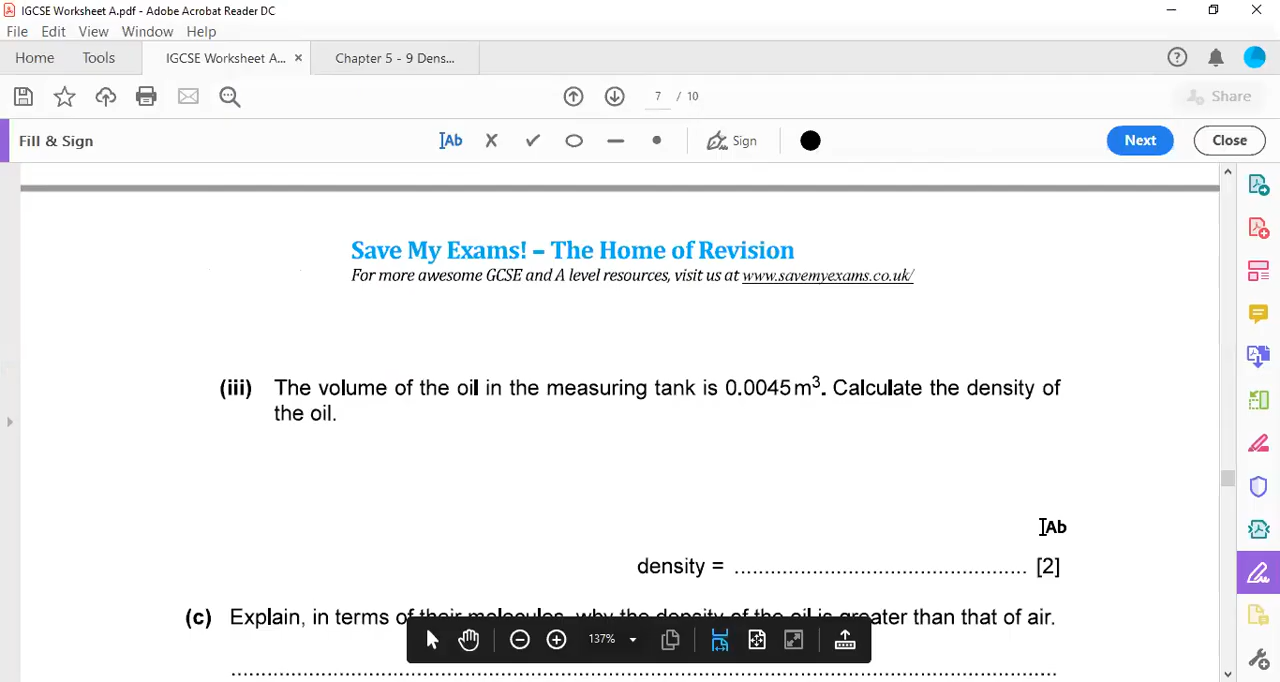 IGCSE Worksheet A.pdf - Adobe Acrobat Reader DC
File Edit View Window Help
Home Tools IGCSE Worksheet A... × Chapter 5 - 9 Dens...
7 / 10 Share
Fill & Sign Ab Sign Next Close
Save My Exams! – The Home of Revision
For more awesome GCSE and A level resources, visit us at www.savemyexams.co.uk/
(iii) The volume of the oil in the measuring tank is 0.0045 m³. Calculate the density of
the oil.
Ab
density = ................................................. [2]
(c) Explain, in terms of their molecules, why the density of the oil is greater than that of air.
137%